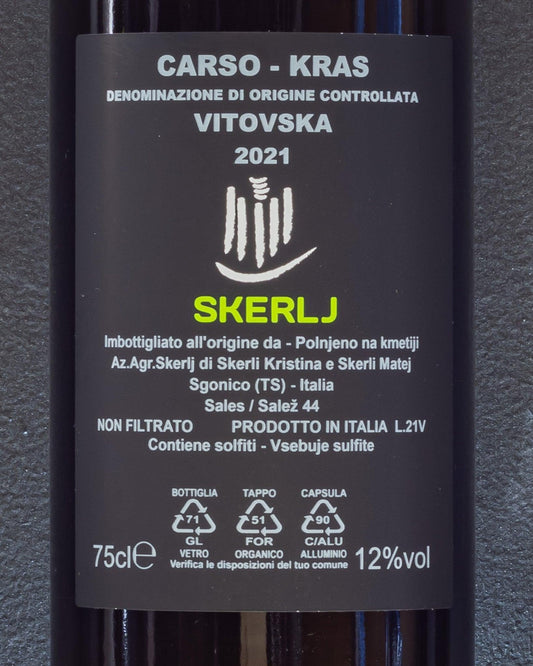 CARSO - KRAS
DENOMINAZIONE DI ORIGINE CONTROLLATA
VITOVSKA
2021
SKERLJ
Imbottigliato all'origine da - Polnjeno na kmetiji
Az.Agr.Skerlj di Skerli Kristina e Skerli Matej
Sgonico (TS) - Italia
Sales / Salež 44
NON FILTRATO PRODOTTO IN ITALIA L.21V
Contiene solfiti - Vsebuje sulfite
BOTTIGLIA TAPPO CAPSULA
71 51 90
GL FOR C/ALU
VETRO ORGANICO ALLUMINIO
75cl℮ Verifica le disposizioni del tuo comune 12%vol